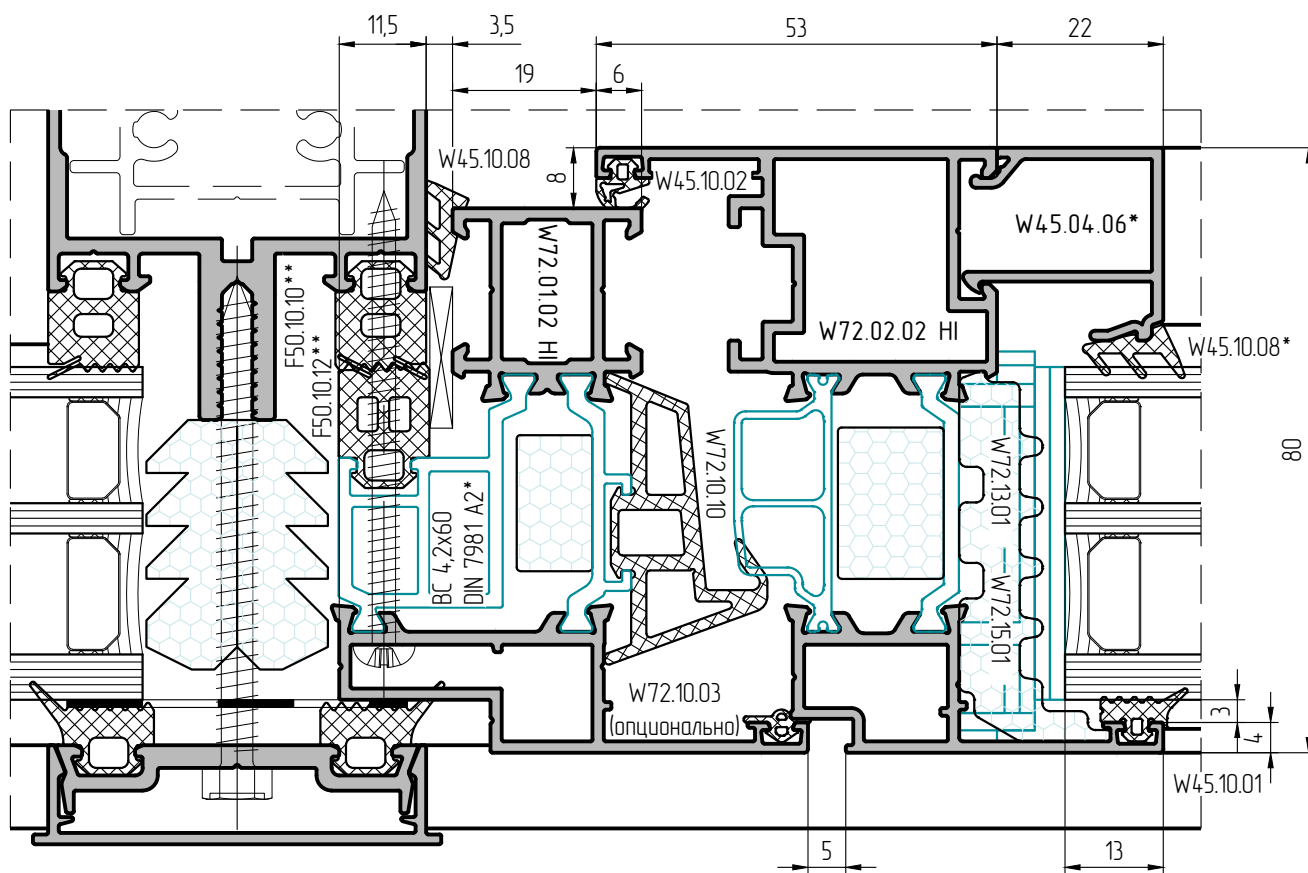 11,5
3,5
53
22
19
6
W45.10.08
8
W45.10.02
W72.01.02 HI
W45.04.06*
F50.10.10**
F50.10.12**
W72.02.02 HI
W45.10.08*
80
W72.10.10
W72.13.01
W72.15.01
ВС 4,2x60
DIN 7981 A2*
W72.10.03
(опционально)
3
4
W45.10.01
5
13